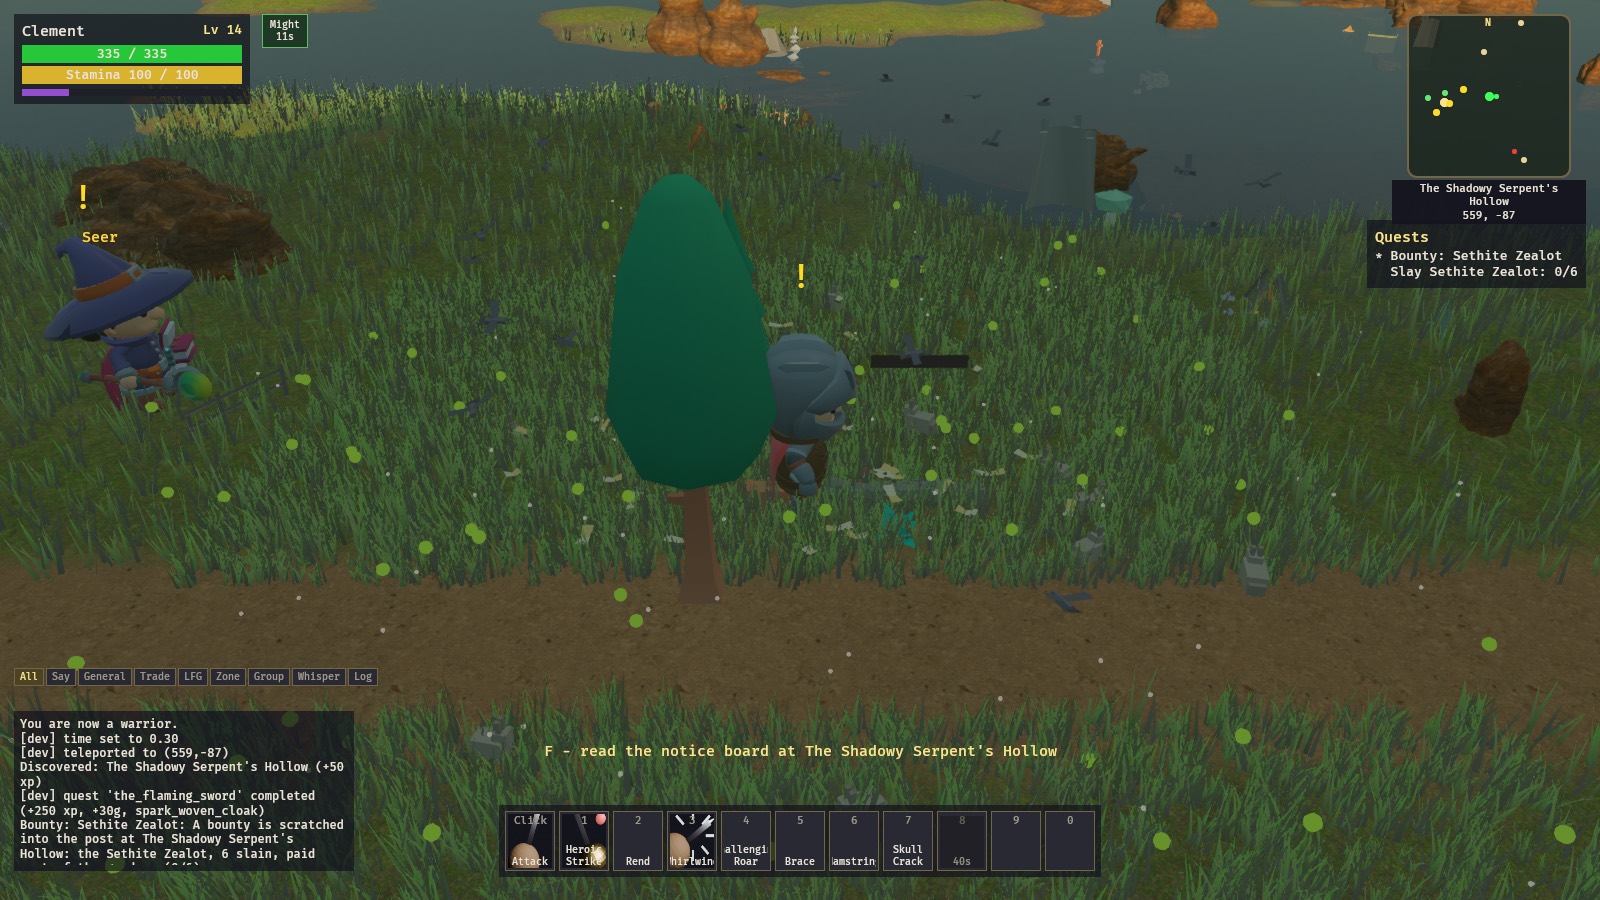 Clement Lv 14
335 / 335
Stamina 100 / 100
Might
11s
N
The Shadowy Serpent's
Hollow
559, -87
Quests
* Bounty: Sethite Zealot
Slay Sethite Zealot: 0/6
!
Seer
!
All Say General Trade LFG Zone Group Whisper Log
You are now a warrior.
[dev] time set to 0.30
[dev] teleported to (559,-87)
Discovered: The Shadowy Serpent's Hollow (+50
xp)
[dev] quest 'the_flaming_sword' completed
(+250 xp, +30g, spark_woven_cloak)
Bounty: Sethite Zealot: A bounty is scratched
into the post at The Shadowy Serpent's
Hollow: the Sethite Zealot, 6 slain, paid
F - read the notice board at The Shadowy Serpent's Hollow
Click 1 2 3 4 5 6 7 8 9 0
Attack
Heroic
Strike
Rend
hirlwin
allengi
Roar
Brace
amstrin
Skull
Crack
40s